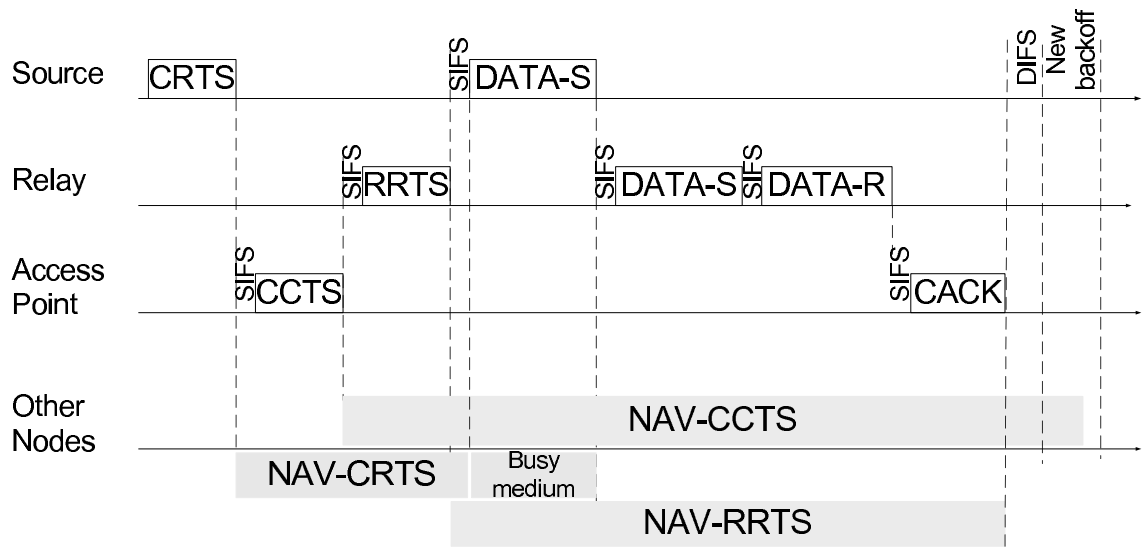 Source
CRTS
SIFS
DATA-S
DIFS
New
backoff
Relay
SIFS
RRTS
SIFS
DATA-S
SIFS
DATA-R
Access
Point
SIFS
CCTS
SIFS
CACK
Other
Nodes
NAV-CCTS
NAV-CRTS
Busy
medium
NAV-RRTS